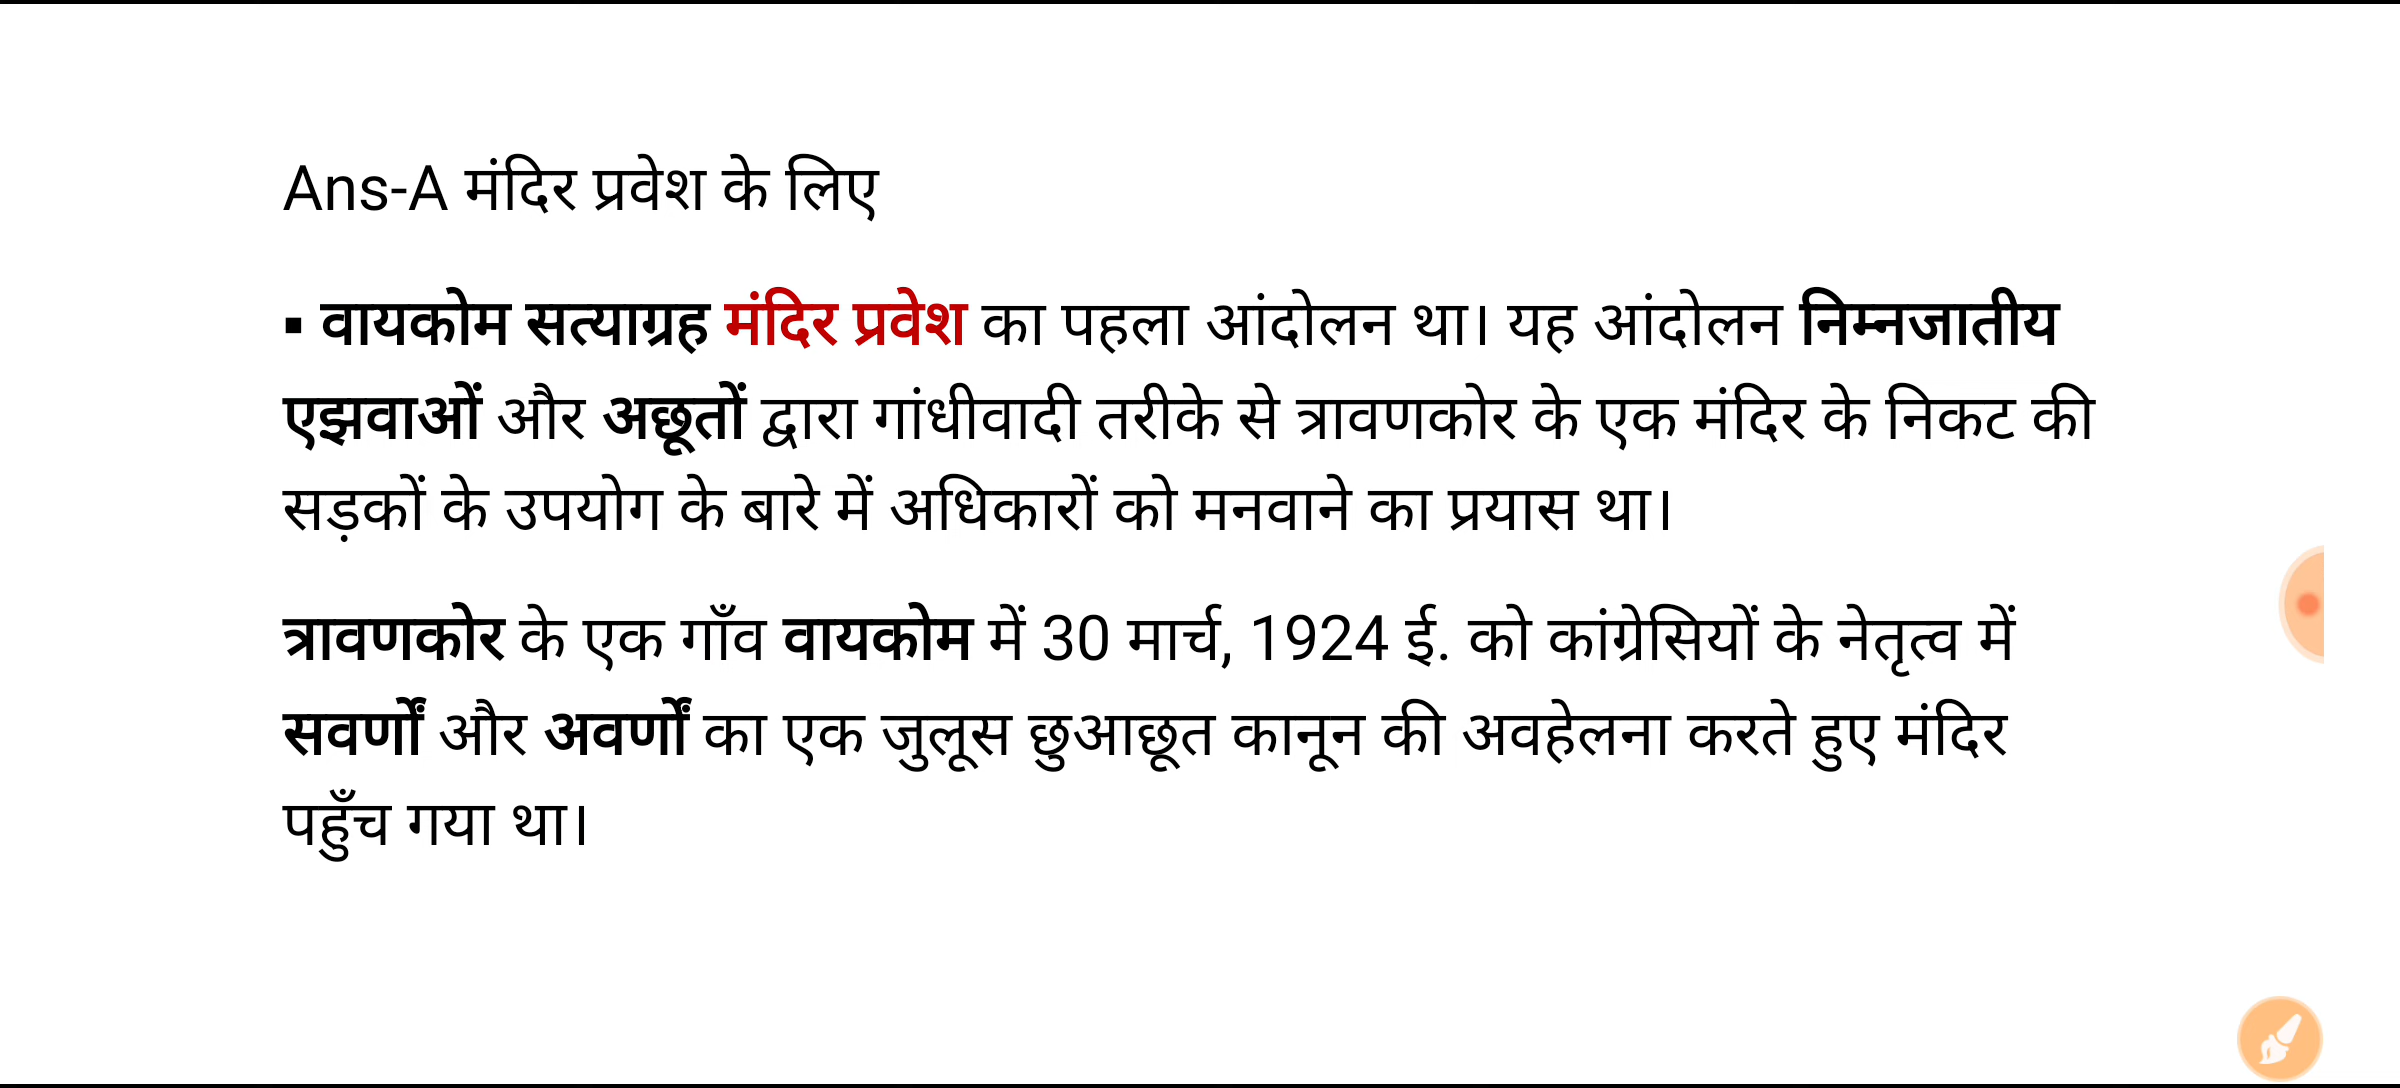 Ans-A मंदिर प्रवेश के लिए
▪ वायकोम सत्याग्रह मंदिर प्रवेश का पहला आंदोलन था। यह आंदोलन निम्नजातीय
एझवाओं और अछूतों द्वारा गांधीवादी तरीके से त्रावणकोर के एक मंदिर के निकट की
सड़कों के उपयोग के बारे में अधिकारों को मनवाने का प्रयास था।
त्रावणकोर के एक गाँव वायकोम में 30 मार्च, 1924 ई. को कांग्रेसियों के नेतृत्व में
सवर्णों और अवर्णों का एक जुलूस छुआछूत कानून की अवहेलना करते हुए मंदिर
पहुँच गया था।